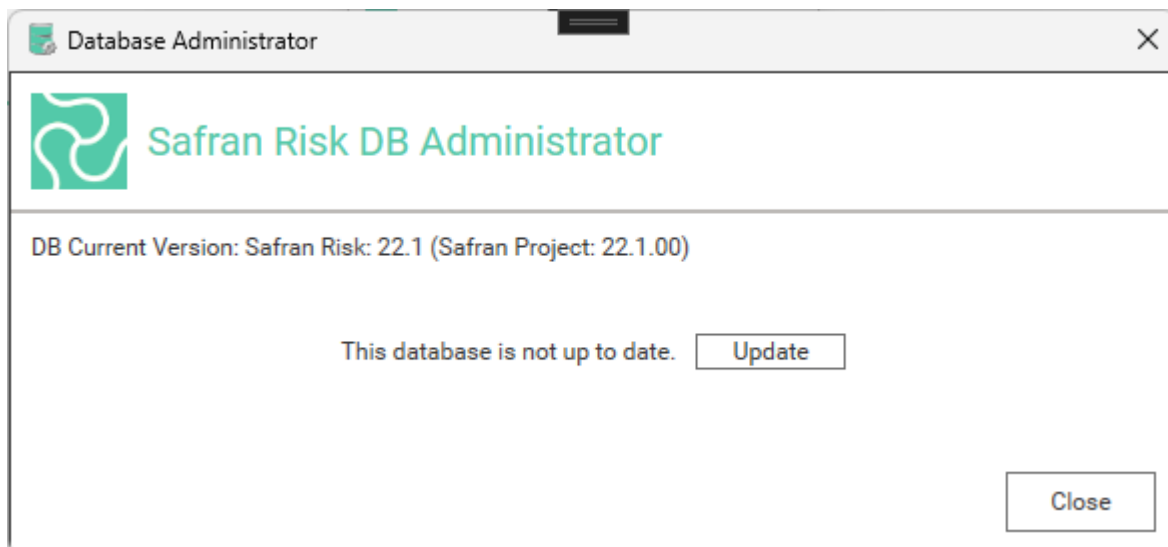 Database Administrator
Safran Risk DB Administrator
DB Current Version: Safran Risk: 22.1 (Safran Project: 22.1.00)
This database is not up to date. Update
Close